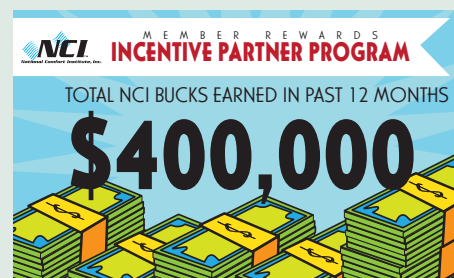 MEMBER REWARDS
NCI
INCENTIVE PARTNER PROGRAM
National Comfort Institute, Inc.
TOTAL NCI BUCKS EARNED IN PAST 12 MONTHS
$400,000
$
$
$
$
$